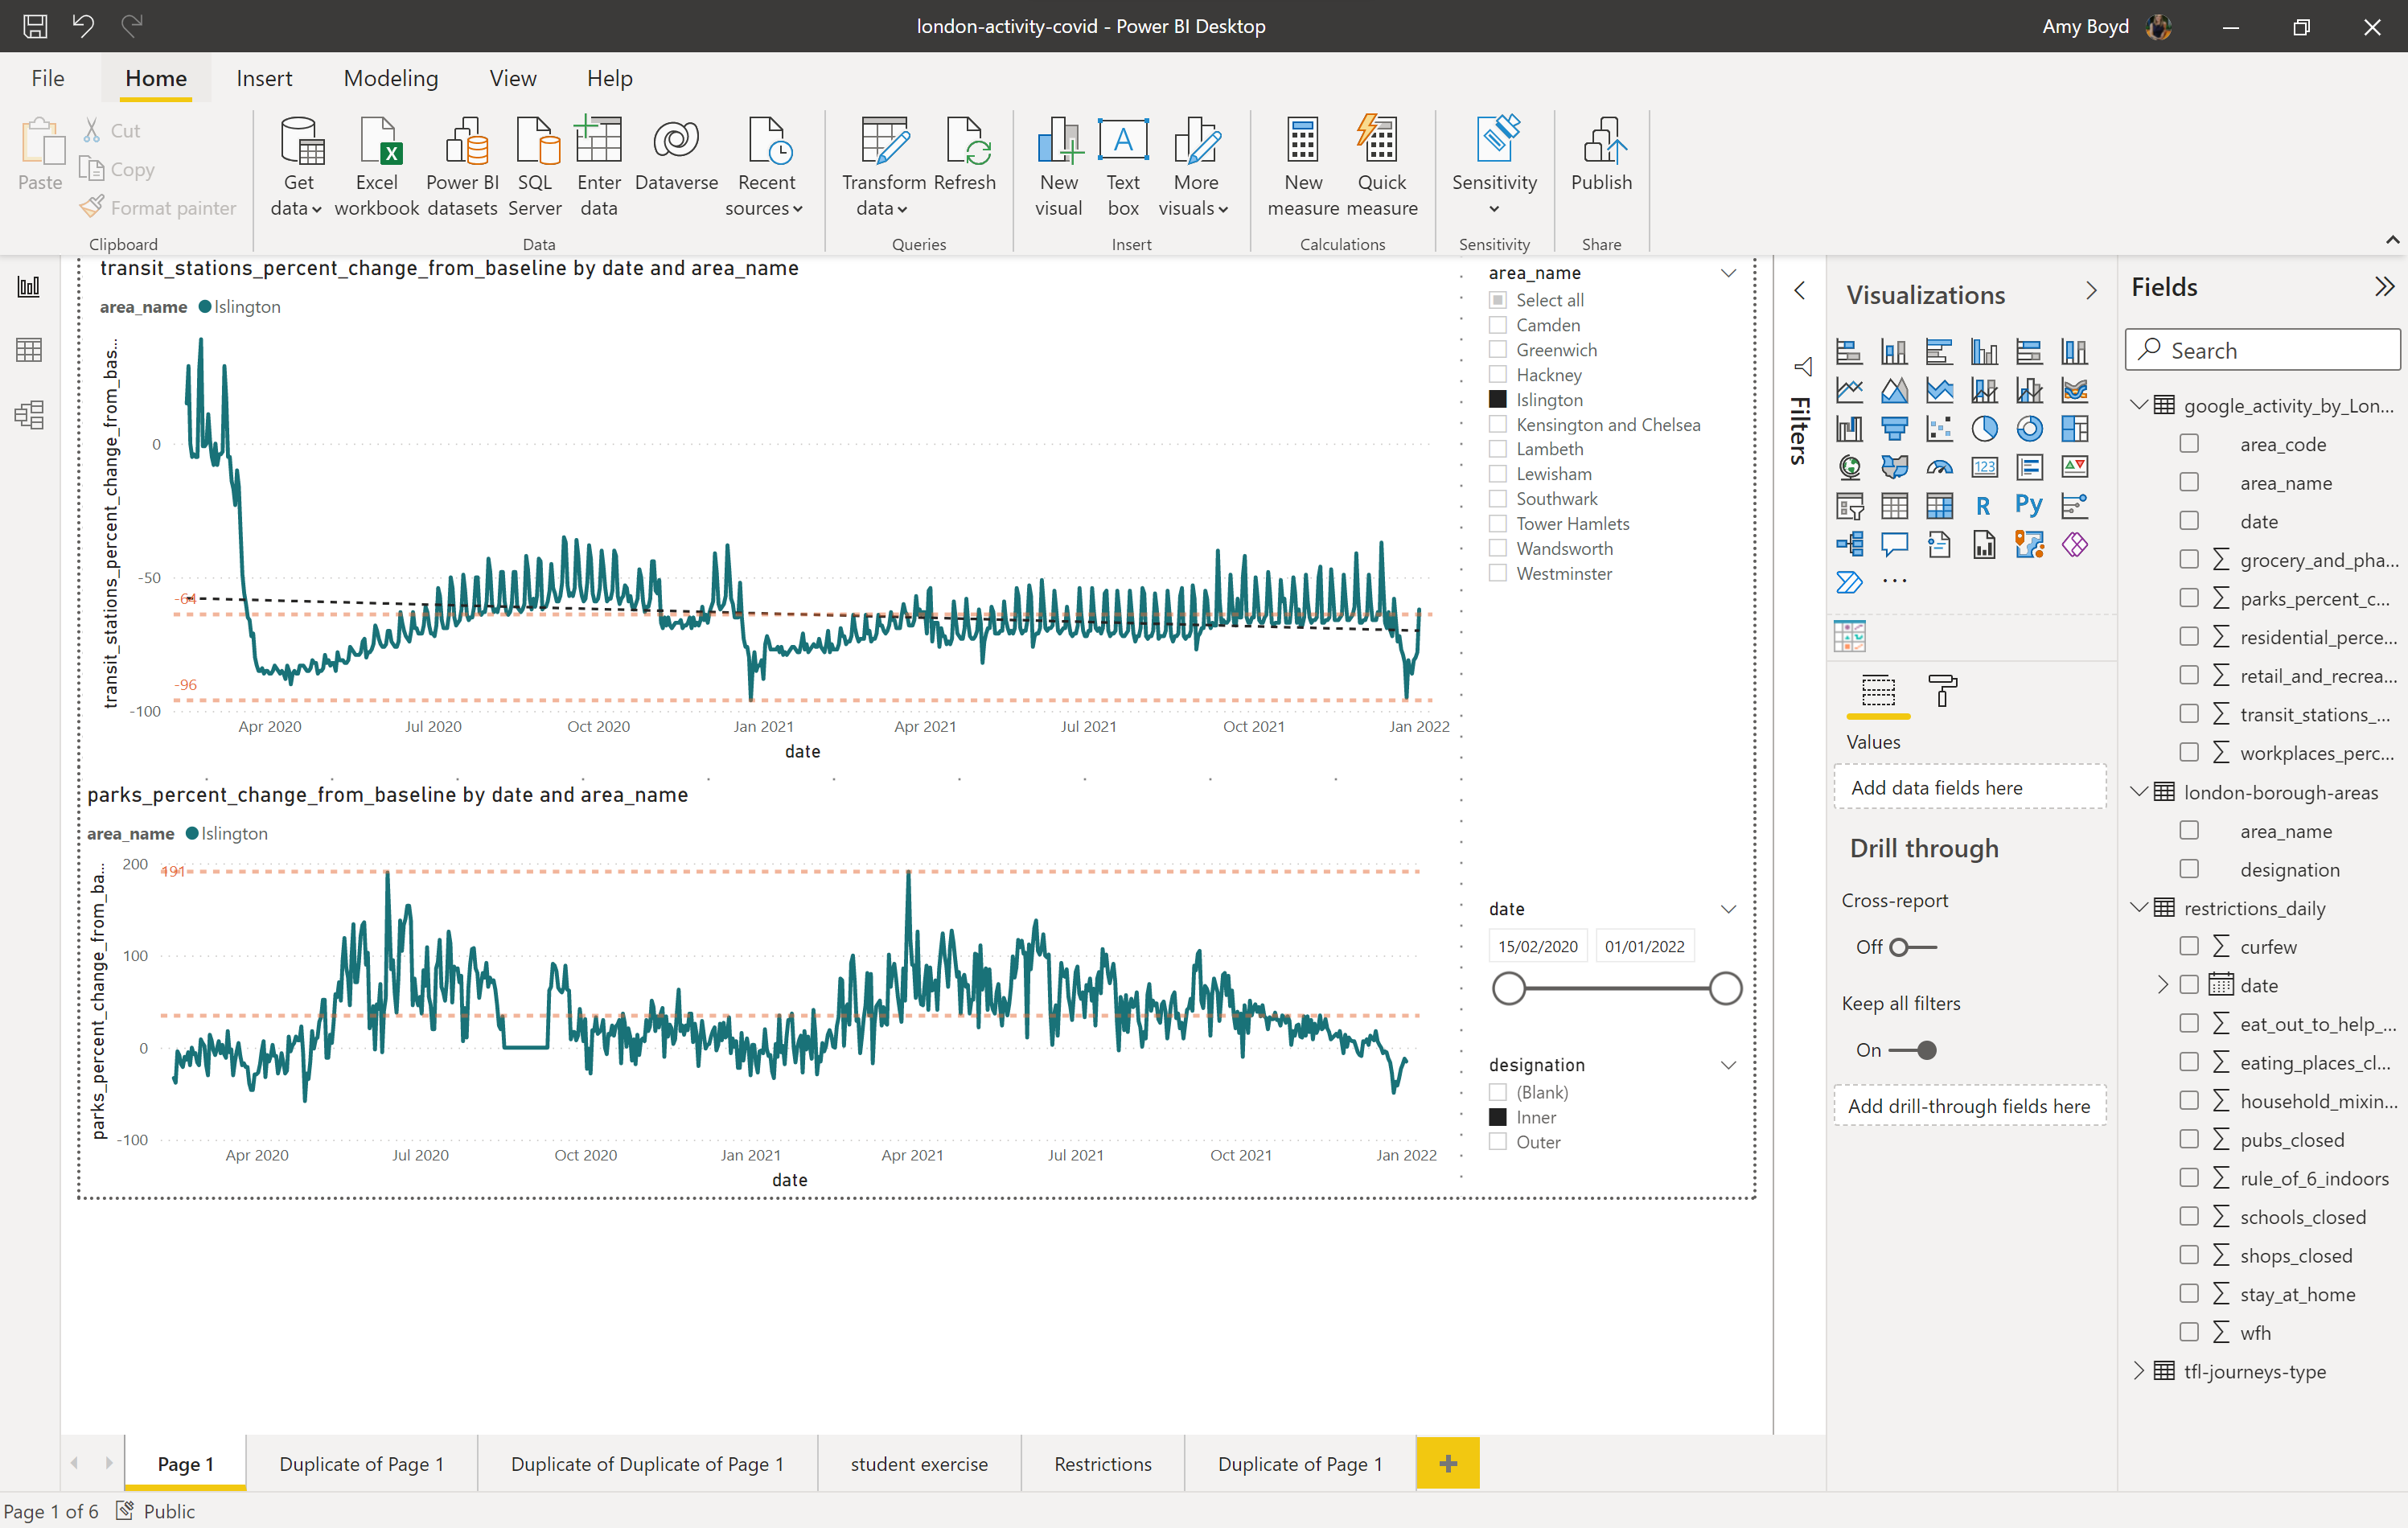 london-activity-covid - Power BI Desktop
Amy Boyd
File Home Insert Modeling View Help
Paste
Cut
Copy
Format painter
Clipboard
Get data
Excel workbook
Power BI datasets
SQL Server
Enter data
Dataverse
Recent sources
Data
Transform data
Refresh
Queries
New visual
Text box
More visuals
Insert
New measure
Quick measure
Calculations
Sensitivity
Sensitivity
Publish
Share
transit_stations_percent_change_from_baseline by date and area_name
area_name Islington
transit_stations_percent_change_from_bas...
0
-50
-64
-96
-100
Apr 2020 Jul 2020 Oct 2020 Jan 2021 Apr 2021 Jul 2021 Oct 2021 Jan 2022
date
parks_percent_change_from_baseline by date and area_name
area_name Islington
parks_percent_change_from_ba...
200
191
100
0
-100
Apr 2020 Jul 2020 Oct 2020 Jan 2021 Apr 2021 Jul 2021 Oct 2021 Jan 2022
date
area_name
Select all
Camden
Greenwich
Hackney
Islington
Kensington and Chelsea
Lambeth
Lewisham
Southwark
Tower Hamlets
Wandsworth
Westminster
date
15/02/2020 01/01/2022
designation
(Blank)
Inner
Outer
Filters
Visualizations
123
R
Py
...
Values
Add data fields here
Drill through
Cross-report
Off
Keep all filters
On
Add drill-through fields here
Fields
Search
google_activity_by_Lon...
area_code
area_name
date
grocery_and_pha...
parks_percent_c...
residential_perce...
retail_and_recrea...
transit_stations_...
workplaces_perc...
london-borough-areas
area_name
designation
restrictions_daily
curfew
date
eat_out_to_help_...
eating_places_cl...
household_mixin...
pubs_closed
rule_of_6_indoors
schools_closed
shops_closed
stay_at_home
wfh
tfl-journeys-type
Page 1 Duplicate of Page 1 Duplicate of Duplicate of Page 1 student exercise Restrictions Duplicate of Page 1
Page 1 of 6 Public